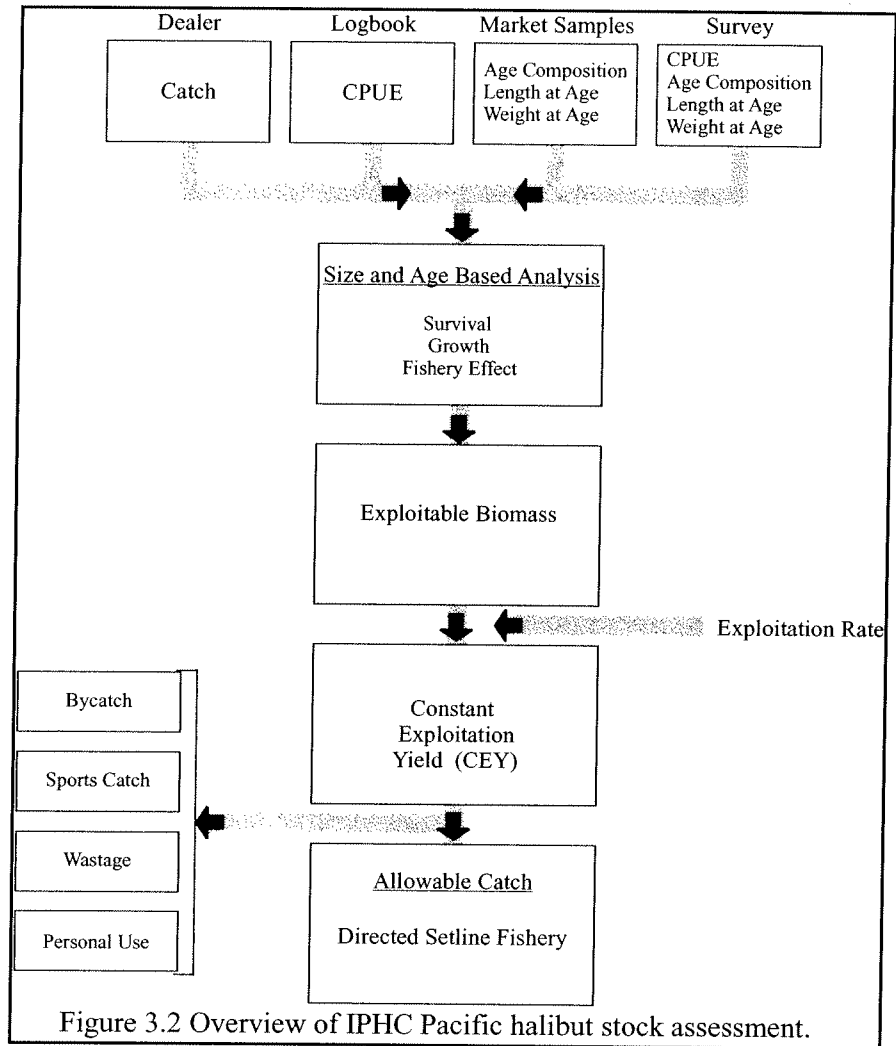 Dealer
Logbook
Market Samples
Survey
Catch
CPUE
Age Composition
Length at Age
Weight at Age
CPUE
Age Composition
Length at Age
Weight at Age
Size and Age Based Analysis
Survival
Growth
Fishery Effect
Exploitable Biomass
Exploitation Rate
Constant
Exploitation
Yield (CEY)
Bycatch
Sports Catch
Wastage
Personal Use
Allowable Catch
Directed Setline Fishery
Figure 3.2 Overview of IPHC Pacific halibut stock assessment.